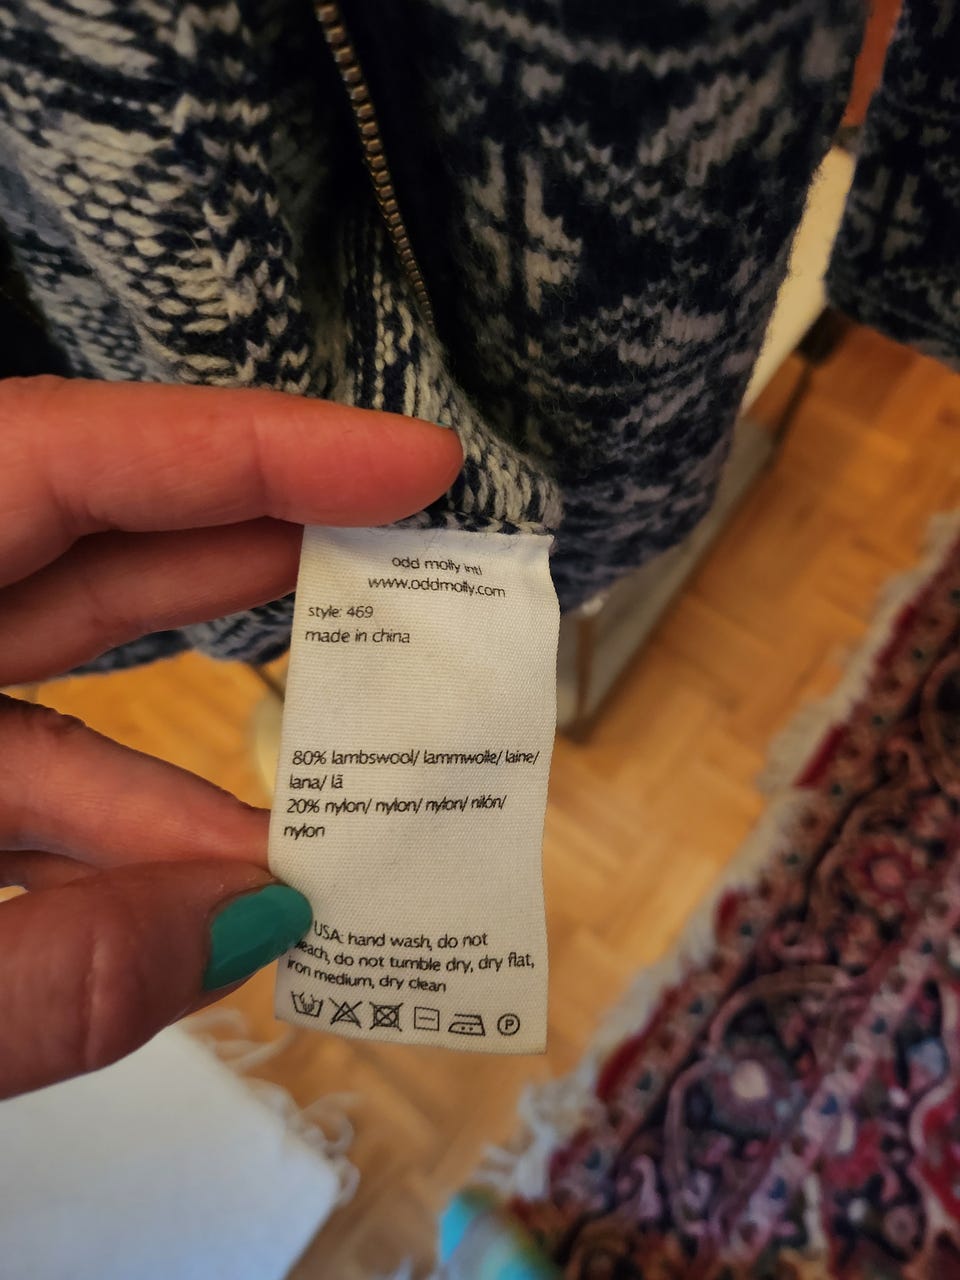 odd molly intl
www.oddmolly.com
style: 469
made in china
80% lambswool/ lammwolle/ laine/
lana/ lã
20% nylon/ nylon/ nylon/ nilón/
nylon
USA: hand wash, do not
each, do not tumble dry, dry flat,
iron medium, dry clean
P